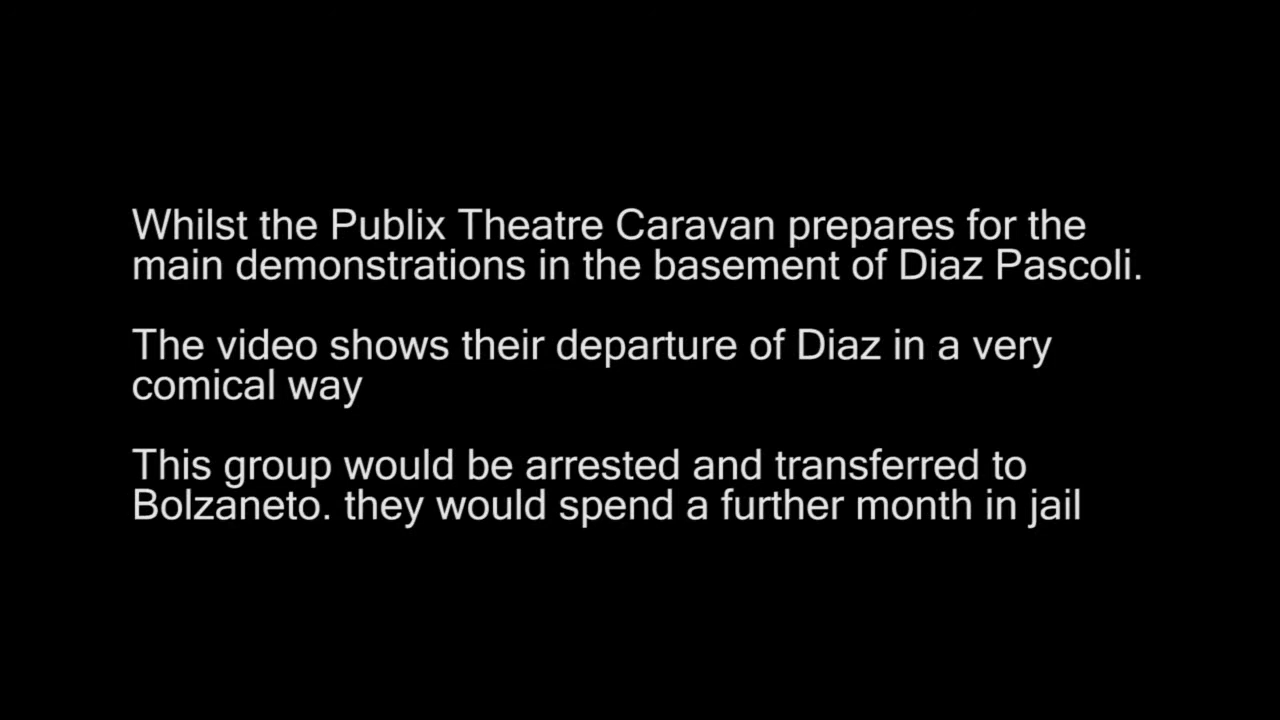 Whilst the Publix Theatre Caravan prepares for the
main demonstrations in the basement of Diaz Pascoli.
The video shows their departure of Diaz in a very
comical way
This group would be arrested and transferred to
Bolzaneto. they would spend a further month in jail